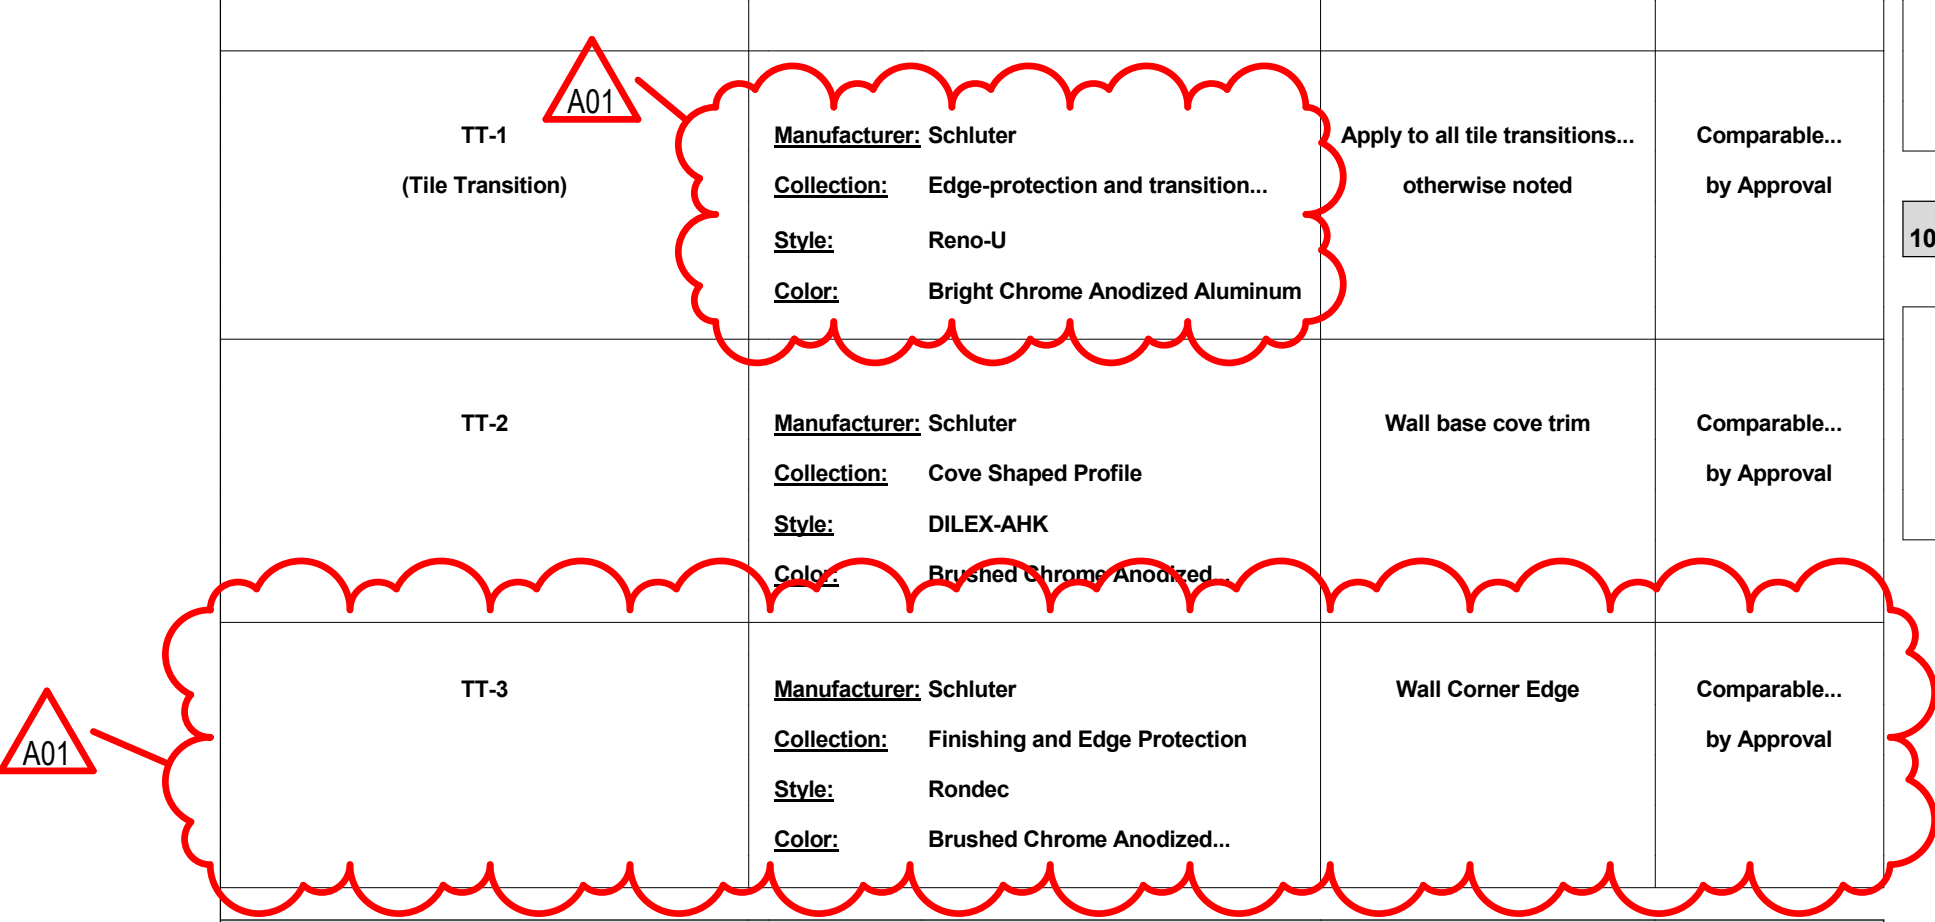 A01
TT-1
(Tile Transition)
Manufacturer: Schluter
Collection: Edge-protection and transition...
Style: Reno-U
Color: Bright Chrome Anodized Aluminum
Apply to all tile transitions...
otherwise noted
Comparable...
by Approval
10
TT-2
Manufacturer: Schluter
Collection: Cove Shaped Profile
Style: DILEX-AHK
Color: Brushed Chrome Anodized...
Wall base cove trim
Comparable...
by Approval
A01
TT-3
Manufacturer: Schluter
Collection: Finishing and Edge Protection
Style: Rondec
Color: Brushed Chrome Anodized...
Wall Corner Edge
Comparable...
by Approval